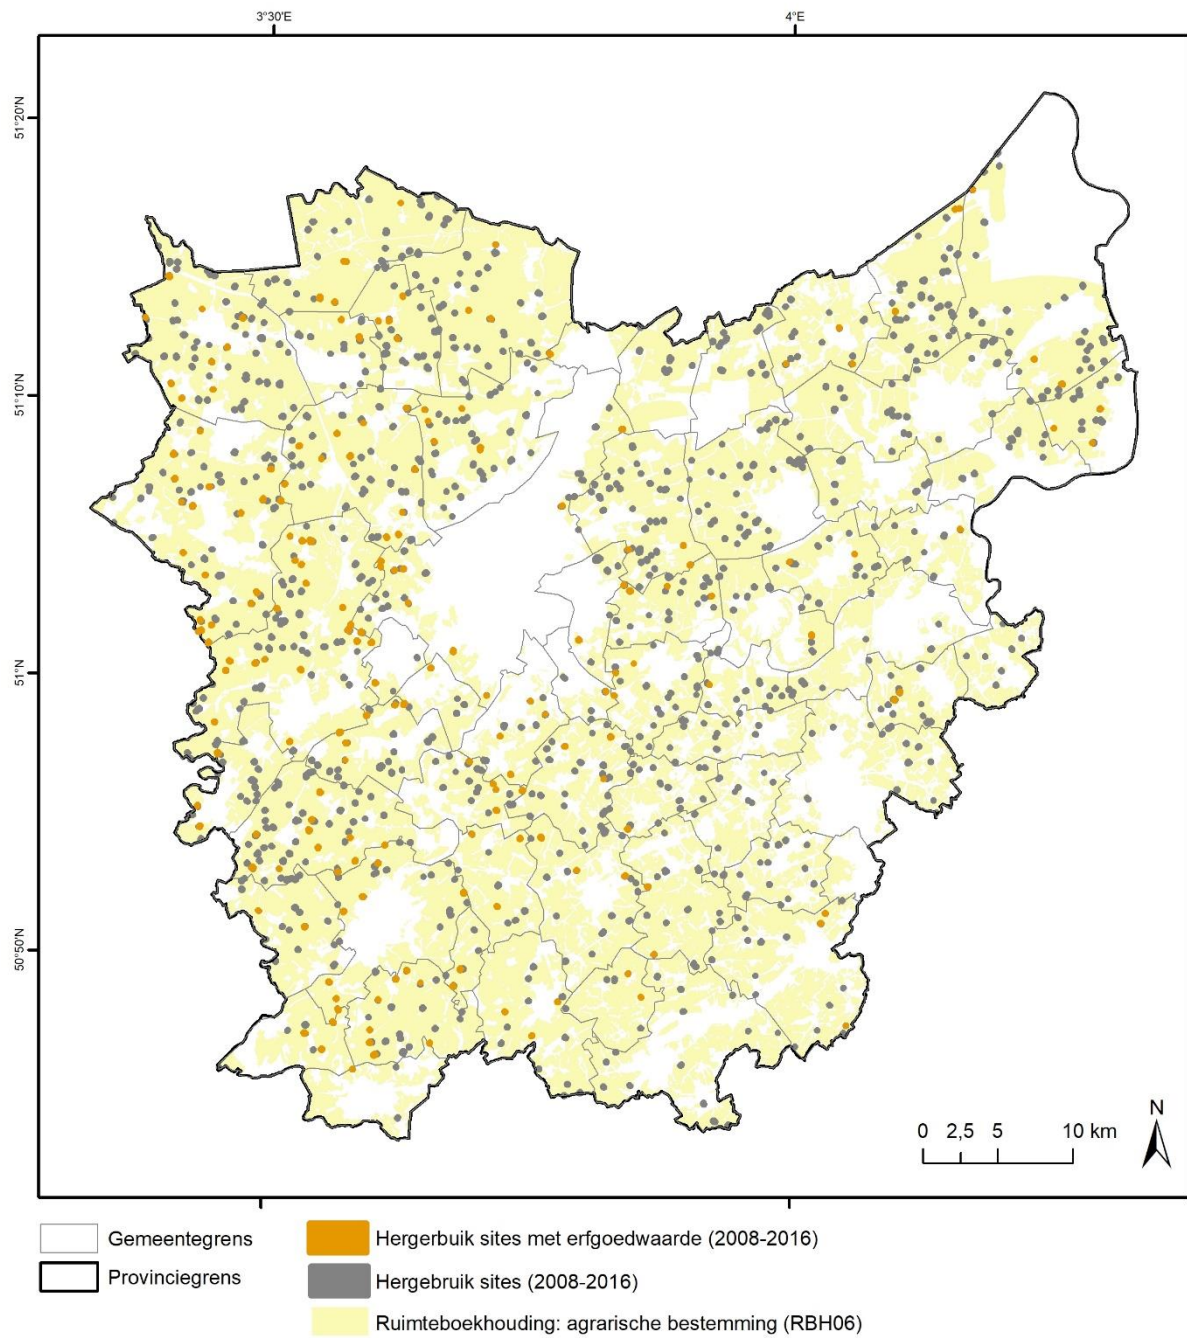 3°30'E
4°E
51°20'N
51°10'N
51°N
50°50'N
0 2,5 5 10 km
N
Gemeentegrens
Provinciegrens
Hergerbuik sites met erfgoedwaarde (2008-2016)
Hergebruik sites (2008-2016)
Ruimteboekhouding: agrarische bestemming (RBH06)